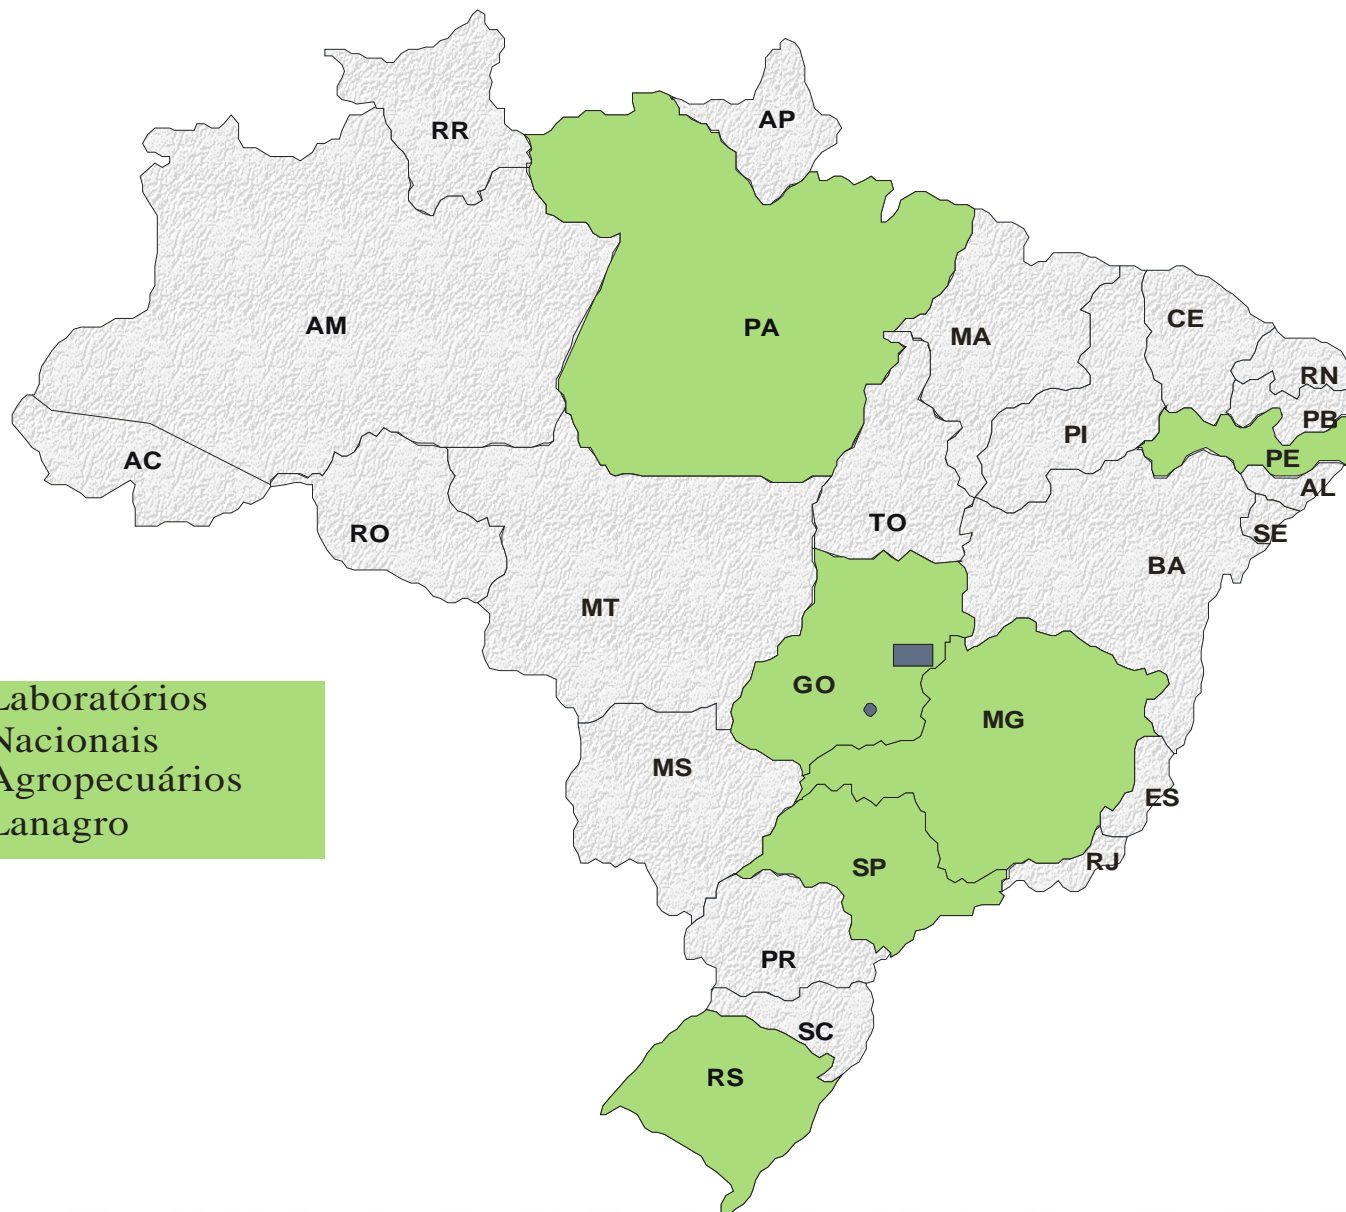 RR
AP
AM
PA
MA
CE
RN
PB
PI
PE
AL
AC
SE
TO
RO
BA
MT
GO
MG
MS
ES
SP
RJ
PR
SC
RS
Laboratórios
Nacionais
Agropecuários
Lanagro